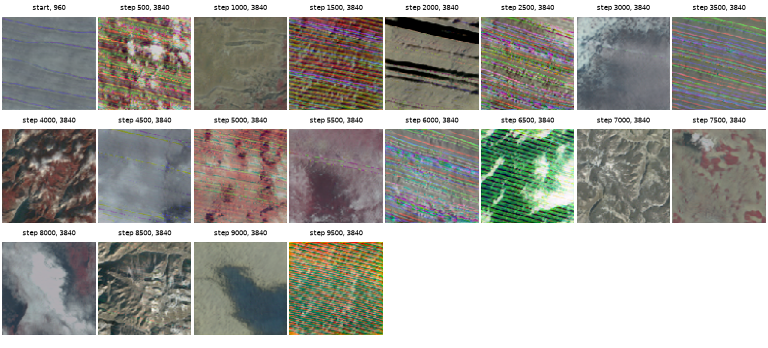 start, 960
step 500, 3840
step 1000, 3840
step 1500, 3840
step 2000, 3840
step 2500, 3840
step 3000, 3840
step 3500, 3840
step 4000, 3840
step 4500, 3840
step 5000, 3840
step 5500, 3840
step 6000, 3840
step 6500, 3840
step 7000, 3840
step 7500, 3840
step 8000, 3840
step 8500, 3840
step 9000, 3840
step 9500, 3840